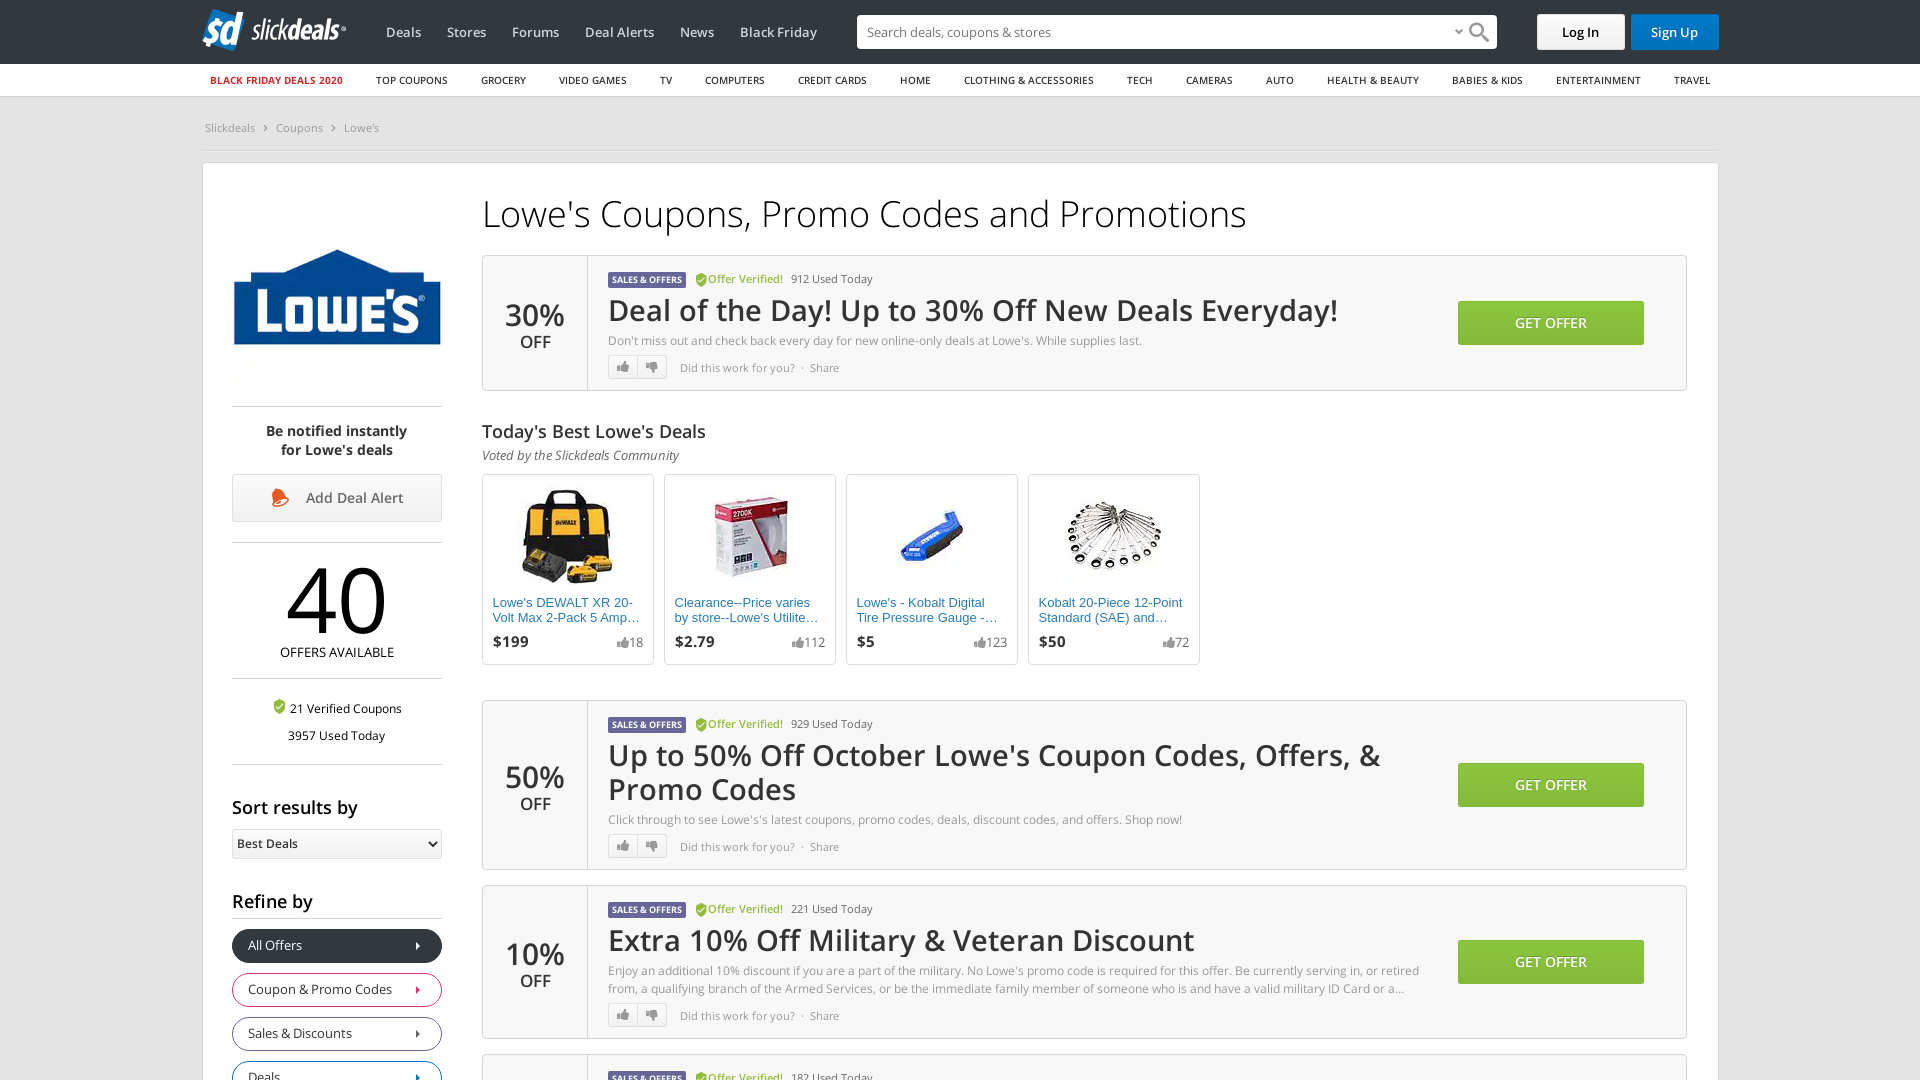 sd slickdeals
Deals
Stores
Forums
Deal Alerts
News
Black Friday
Search deals, coupons & stores
Log In
Sign Up
BLACK FRIDAY DEALS 2020
TOP COUPONS
GROCERY
VIDEO GAMES
TV
COMPUTERS
CREDIT CARDS
HOME
CLOTHING & ACCESSORIES
TECH
CAMERAS
AUTO
HEALTH & BEAUTY
BABIES & KIDS
ENTERTAINMENT
TRAVEL
Slickdeals › Coupons › Lowe's
LOWE'S®
Be notified instantly
for Lowe's deals
Add Deal Alert
40
OFFERS AVAILABLE
21 Verified Coupons
3957 Used Today
Sort results by
Best Deals
Refine by
All Offers
Coupon & Promo Codes
Sales & Discounts
Deals
Lowe's Coupons, Promo Codes and Promotions
30%
OFF
SALES & OFFERS Offer Verified! 912 Used Today
Deal of the Day! Up to 30% Off New Deals Everyday!
Don't miss out and check back every day for new online-only deals at Lowe's. While supplies last.
Did this work for you? · Share
GET OFFER
Today's Best Lowe's Deals
Voted by the Slickdeals Community
DEWALT
Lowe's DEWALT XR 20-
Volt Max 2-Pack 5 Amp…
$199
18
2700K
Clearance--Price varies
by store--Lowe's Utilite…
$2.79
112
Lowe's - Kobalt Digital
Tire Pressure Gauge -…
$5
123
Kobalt 20-Piece 12-Point
Standard (SAE) and…
$50
72
50%
OFF
SALES & OFFERS Offer Verified! 929 Used Today
Up to 50% Off October Lowe's Coupon Codes, Offers, &
Promo Codes
Click through to see Lowe's's latest coupons, promo codes, deals, discount codes, and offers. Shop now!
Did this work for you? · Share
GET OFFER
10%
OFF
SALES & OFFERS Offer Verified! 221 Used Today
Extra 10% Off Military & Veteran Discount
Enjoy an additional 10% discount if you are a part of the military. No Lowe's promo code is required for this offer. Be currently serving in, or retired
from, a qualifying branch of the Armed Services, or be the immediate family member of someone who is and have a valid military ID Card or a…
Did this work for you? · Share
GET OFFER
SALES & OFFERS Offer Verified! 182 Used Today